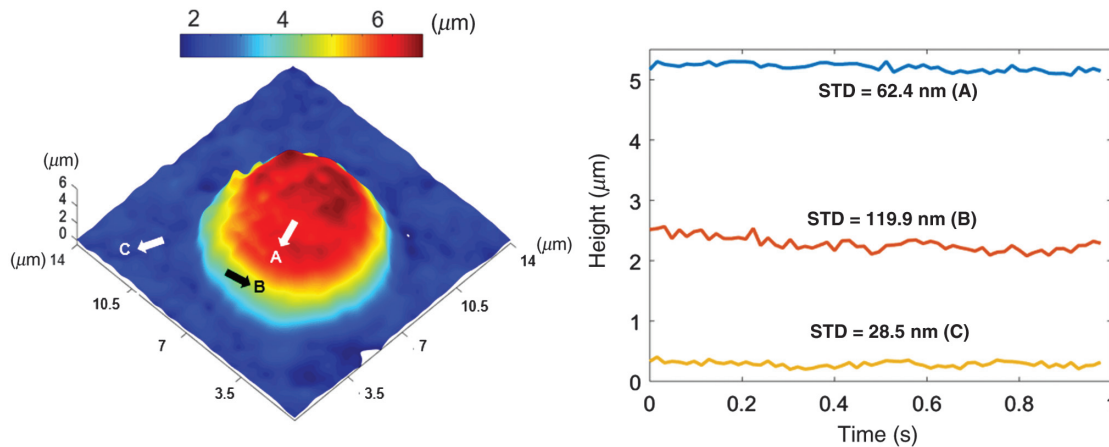 2 4 6 (μm)
(μm)
6
4
2
0
(μm) 14
10.5
7
3.5
3.5
7
10.5
14
(μm)
A
B
C
Height (μm)
5
4
3
2
1
0
STD = 62.4 nm (A)
STD = 119.9 nm (B)
STD = 28.5 nm (C)
0 0.2 0.4 0.6 0.8 1
Time (s)